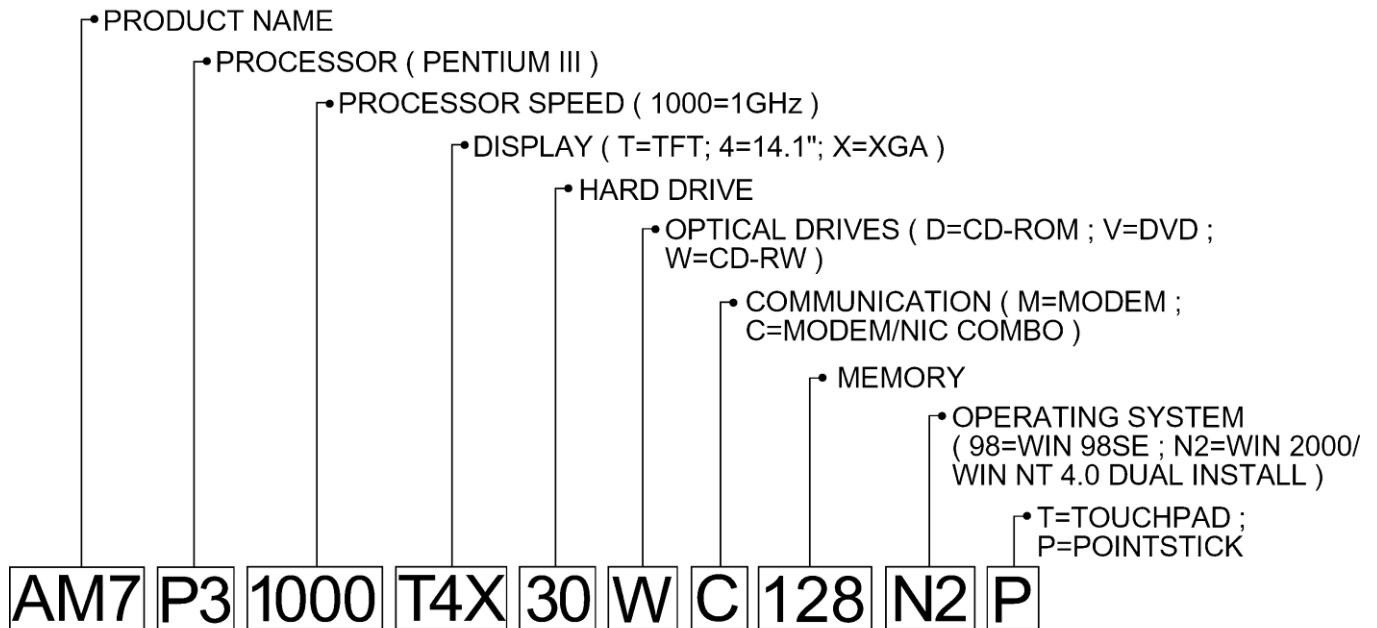 PRODUCT NAME
PROCESSOR ( PENTIUM III )
PROCESSOR SPEED ( 1000=1GHz )
DISPLAY ( T=TFT; 4=14.1"; X=XGA )
HARD DRIVE
OPTICAL DRIVES ( D=CD-ROM ; V=DVD ;
W=CD-RW )
COMMUNICATION ( M=MODEM ;
C=MODEM/NIC COMBO )
MEMORY
OPERATING SYSTEM
( 98=WIN 98SE ; N2=WIN 2000/
WIN NT 4.0 DUAL INSTALL )
T=TOUCHPAD ;
P=POINTSTICK
AM7 P3 1000 T4X 30 W C 128 N2 P